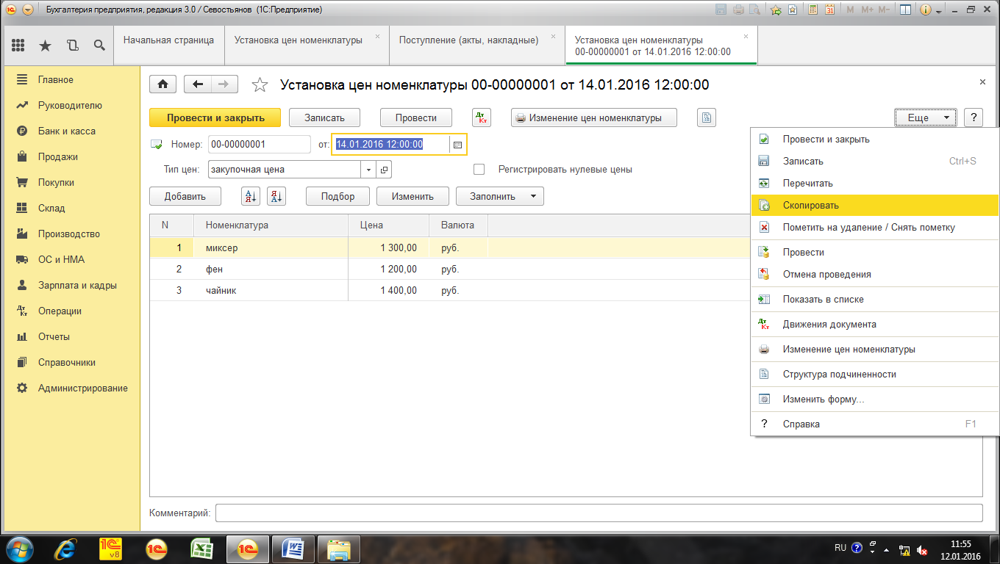 Бухгалтерия предприятия, редакция 3.0 / Севостьянов (1С:Предприятие)
M M+ M-
Начальная страница
Установка цен номенклатуры
Поступление (акты, накладные)
Установка цен номенклатуры
00-00000001 от 14.01.2016 12:00:00
Главное
Руководителю
Банк и касса
Продажи
Покупки
Склад
Производство
ОС и НМА
Зарплата и кадры
Операции
Отчеты
Справочники
Администрирование
Установка цен номенклатуры 00-00000001 от 14.01.2016 12:00:00
Провести и закрыть Записать Провести Дт Кт Изменение цен номенклатуры Еще ?
Номер: 00-00000001 от: 14.01.2016 12:00:00
Тип цен: закупочная цена Регистрировать нулевые цены
Добавить А Я Я А Подбор Изменить Заполнить
N Номенклатура Цена Валюта
1 миксер 1 300,00 руб.
2 фен 1 200,00 руб.
3 чайник 1 400,00 руб.
Провести и закрыть
Записать Ctrl+S
Перечитать
Скопировать
Пометить на удаление / Снять пометку
Провести
Отмена проведения
Показать в списке
Движения документа
Изменение цен номенклатуры
Структура подчиненности
Изменить форму...
? Справка F1
Комментарий:
RU
11:55
12.01.2016